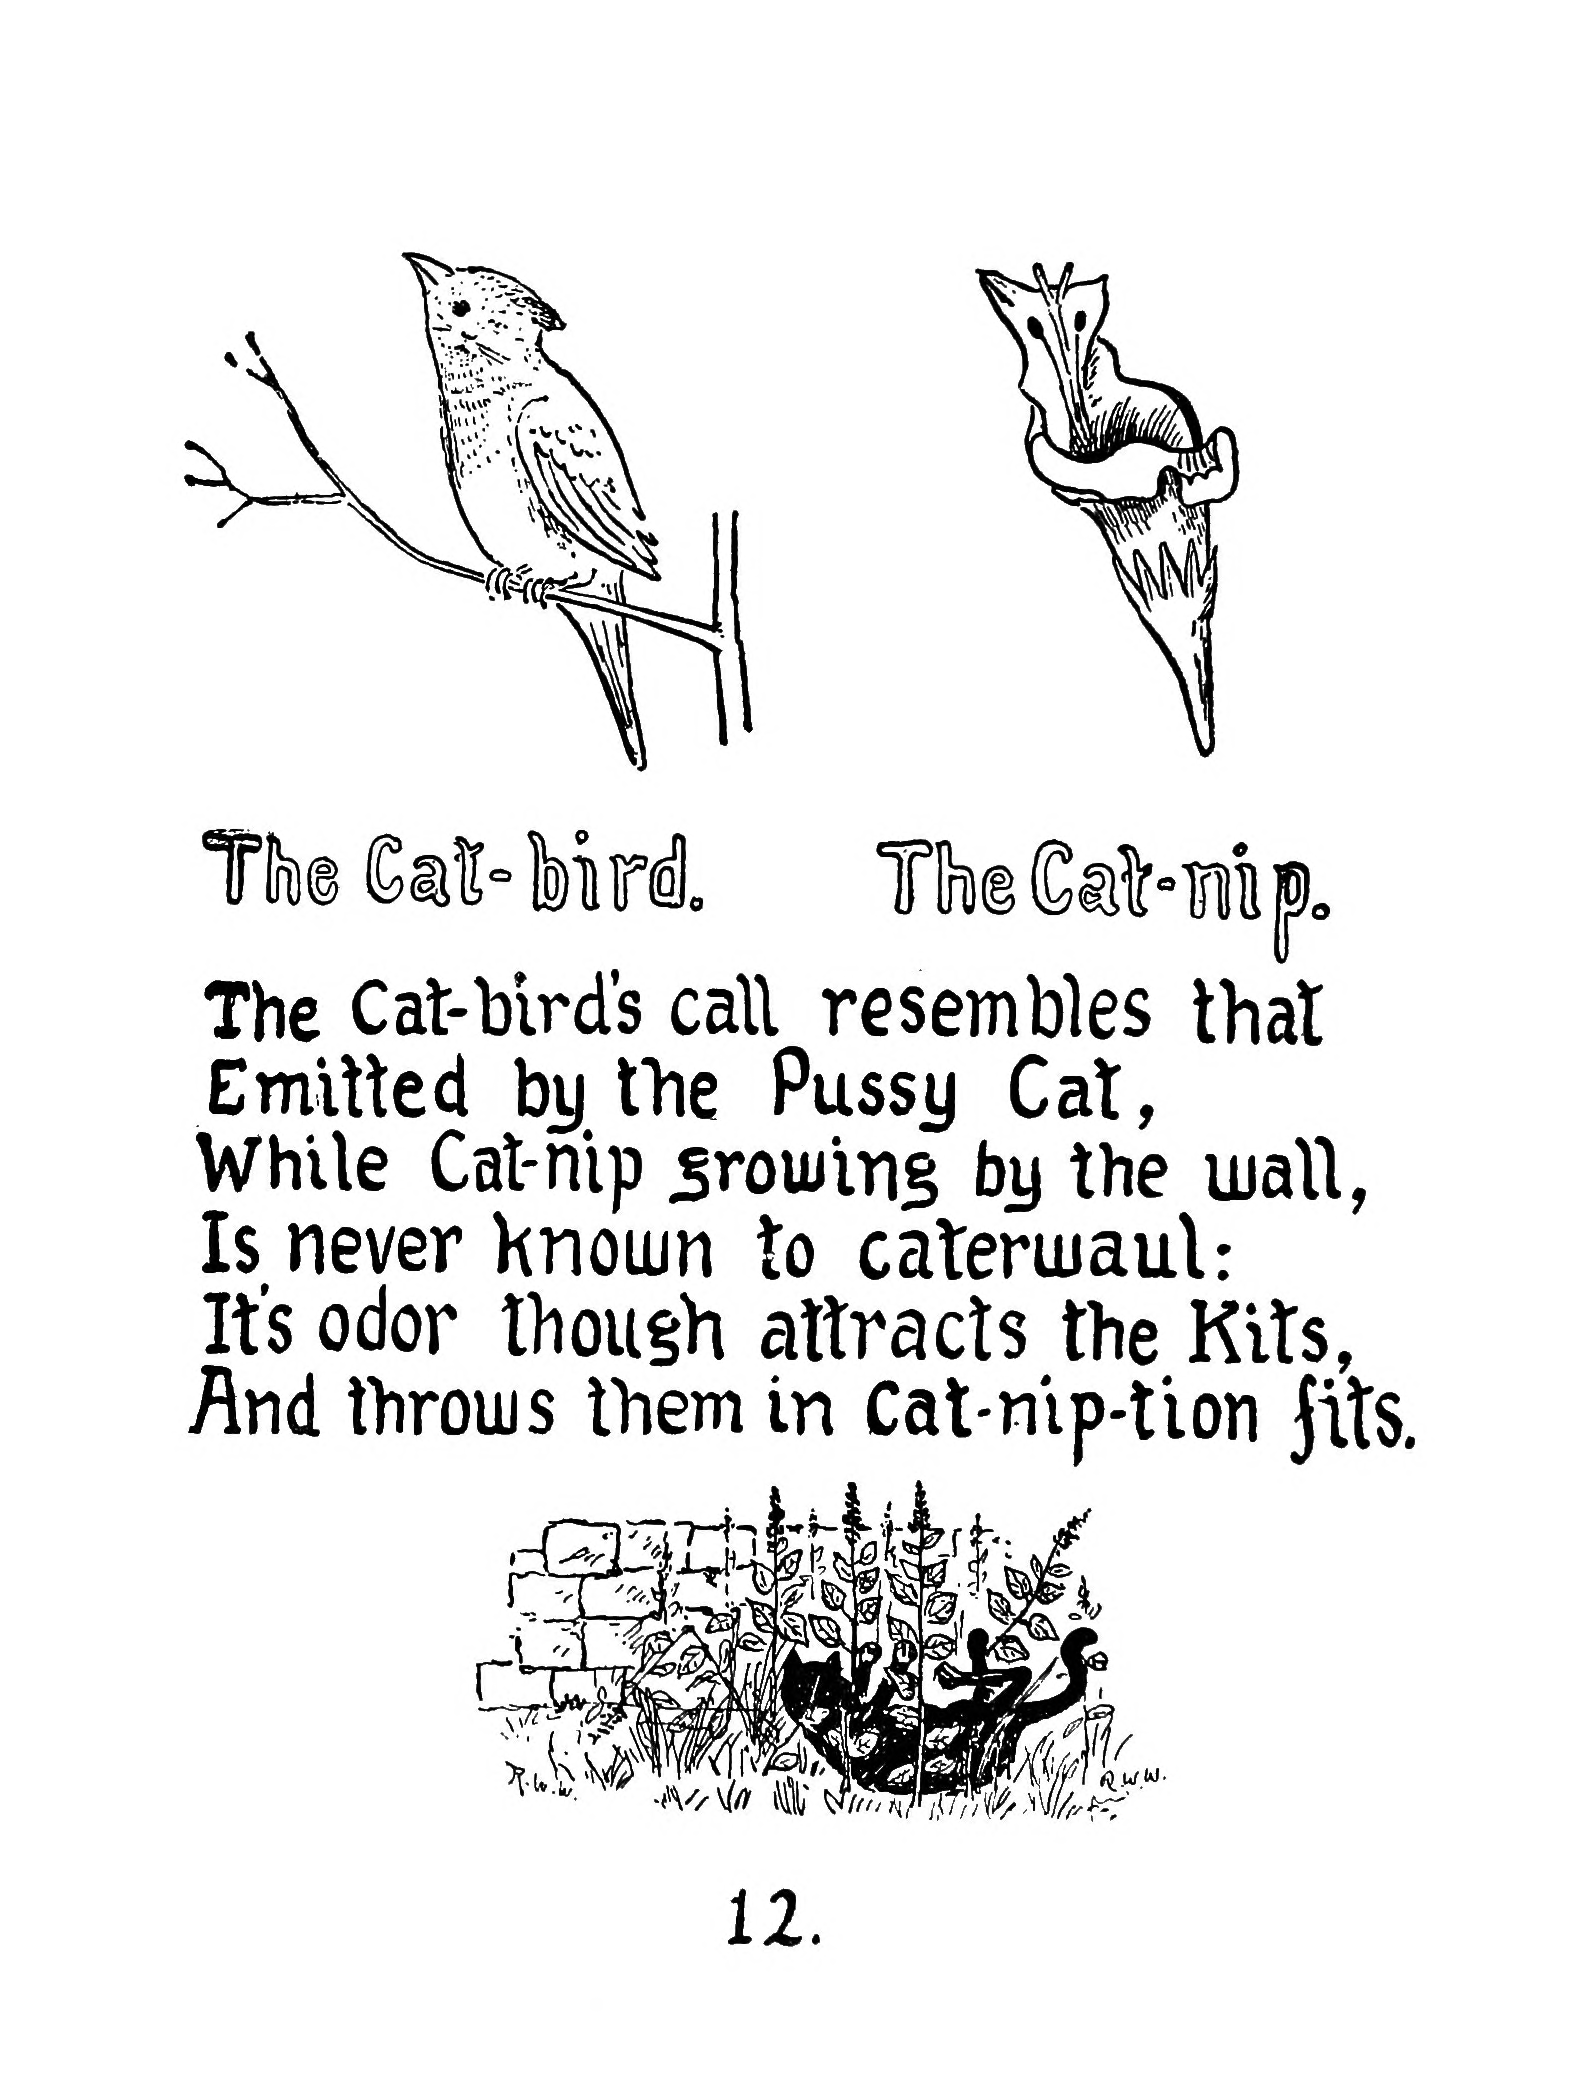 The Cat-bird. The Cat-nip.
The Cat-bird's call resembles that
Emitted by the Pussy Cat,
While Cat-nip growing by the wall,
Is never known to caterwaul:
It's odor though attracts the Kits,
And throws them in Cat-nip-tion fits.
R.W.W. R.W.W.
12.